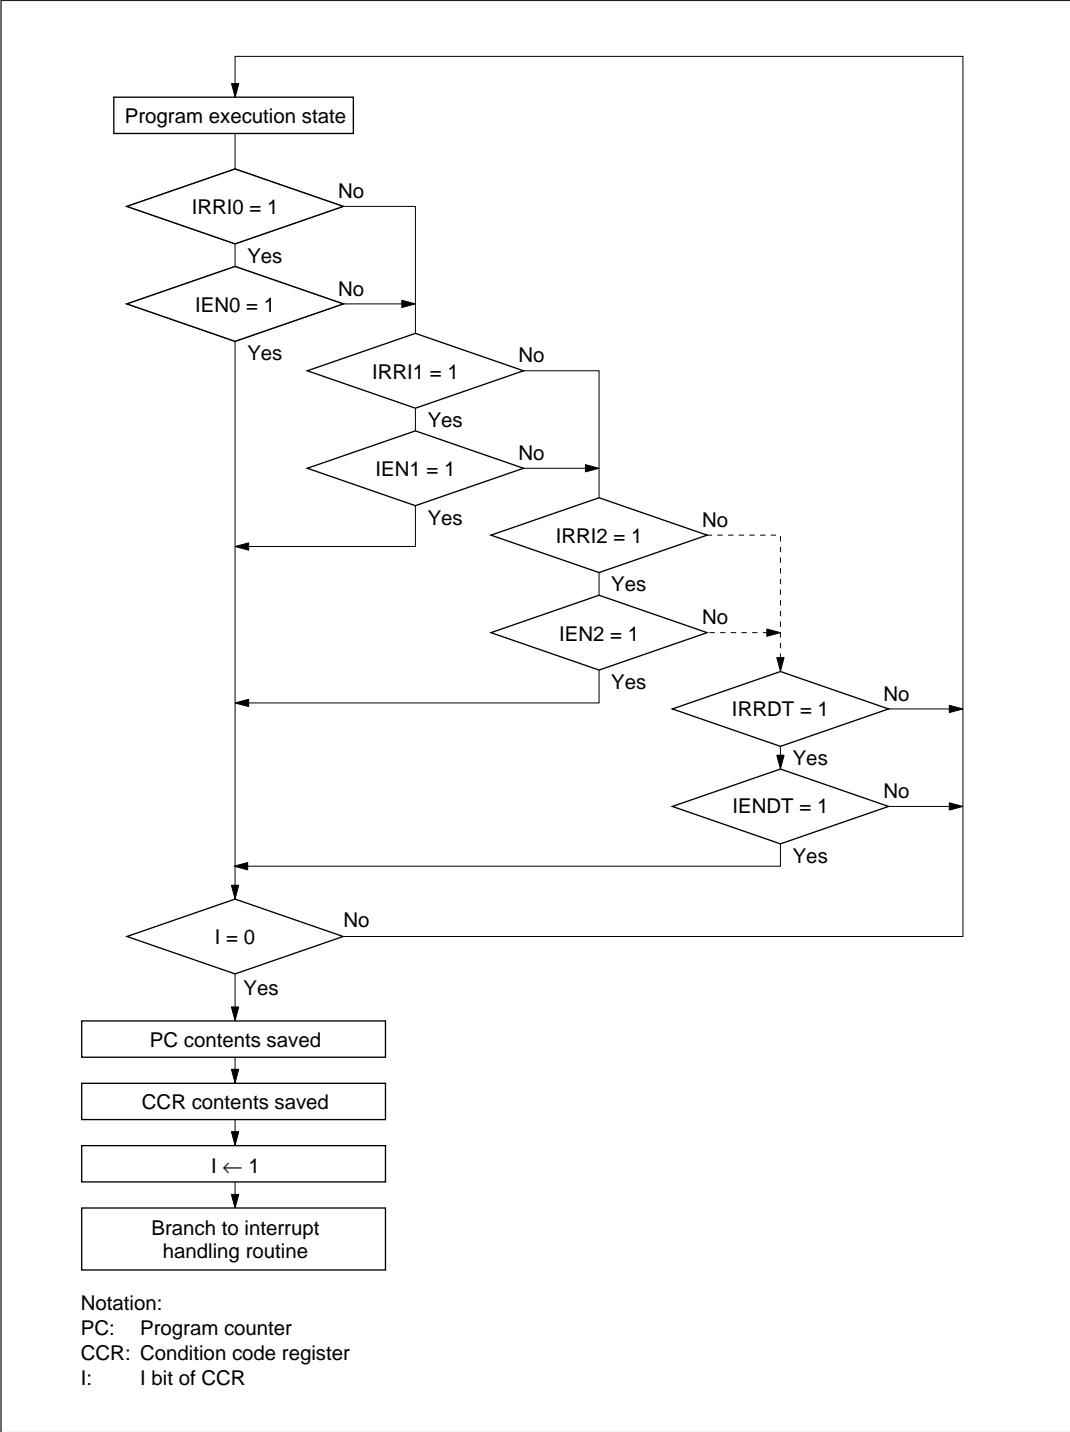 Program execution state
IRRI0 = 1
No
Yes
IEN0 = 1
No
Yes
IRRI1 = 1
No
Yes
IEN1 = 1
No
Yes
IRRI2 = 1
No
Yes
IEN2 = 1
No
Yes
IRRDT = 1
No
Yes
IENDT = 1
No
Yes
I = 0
No
Yes
PC contents saved
CCR contents saved
I ← 1
Branch to interrupt
handling routine
Notation:
PC: Program counter
CCR: Condition code register
I: I bit of CCR